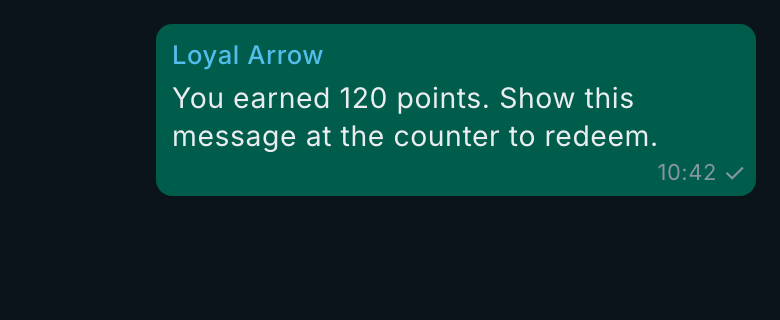 Loyal Arrow
You earned 120 points. Show this
message at the counter to redeem.
10:42